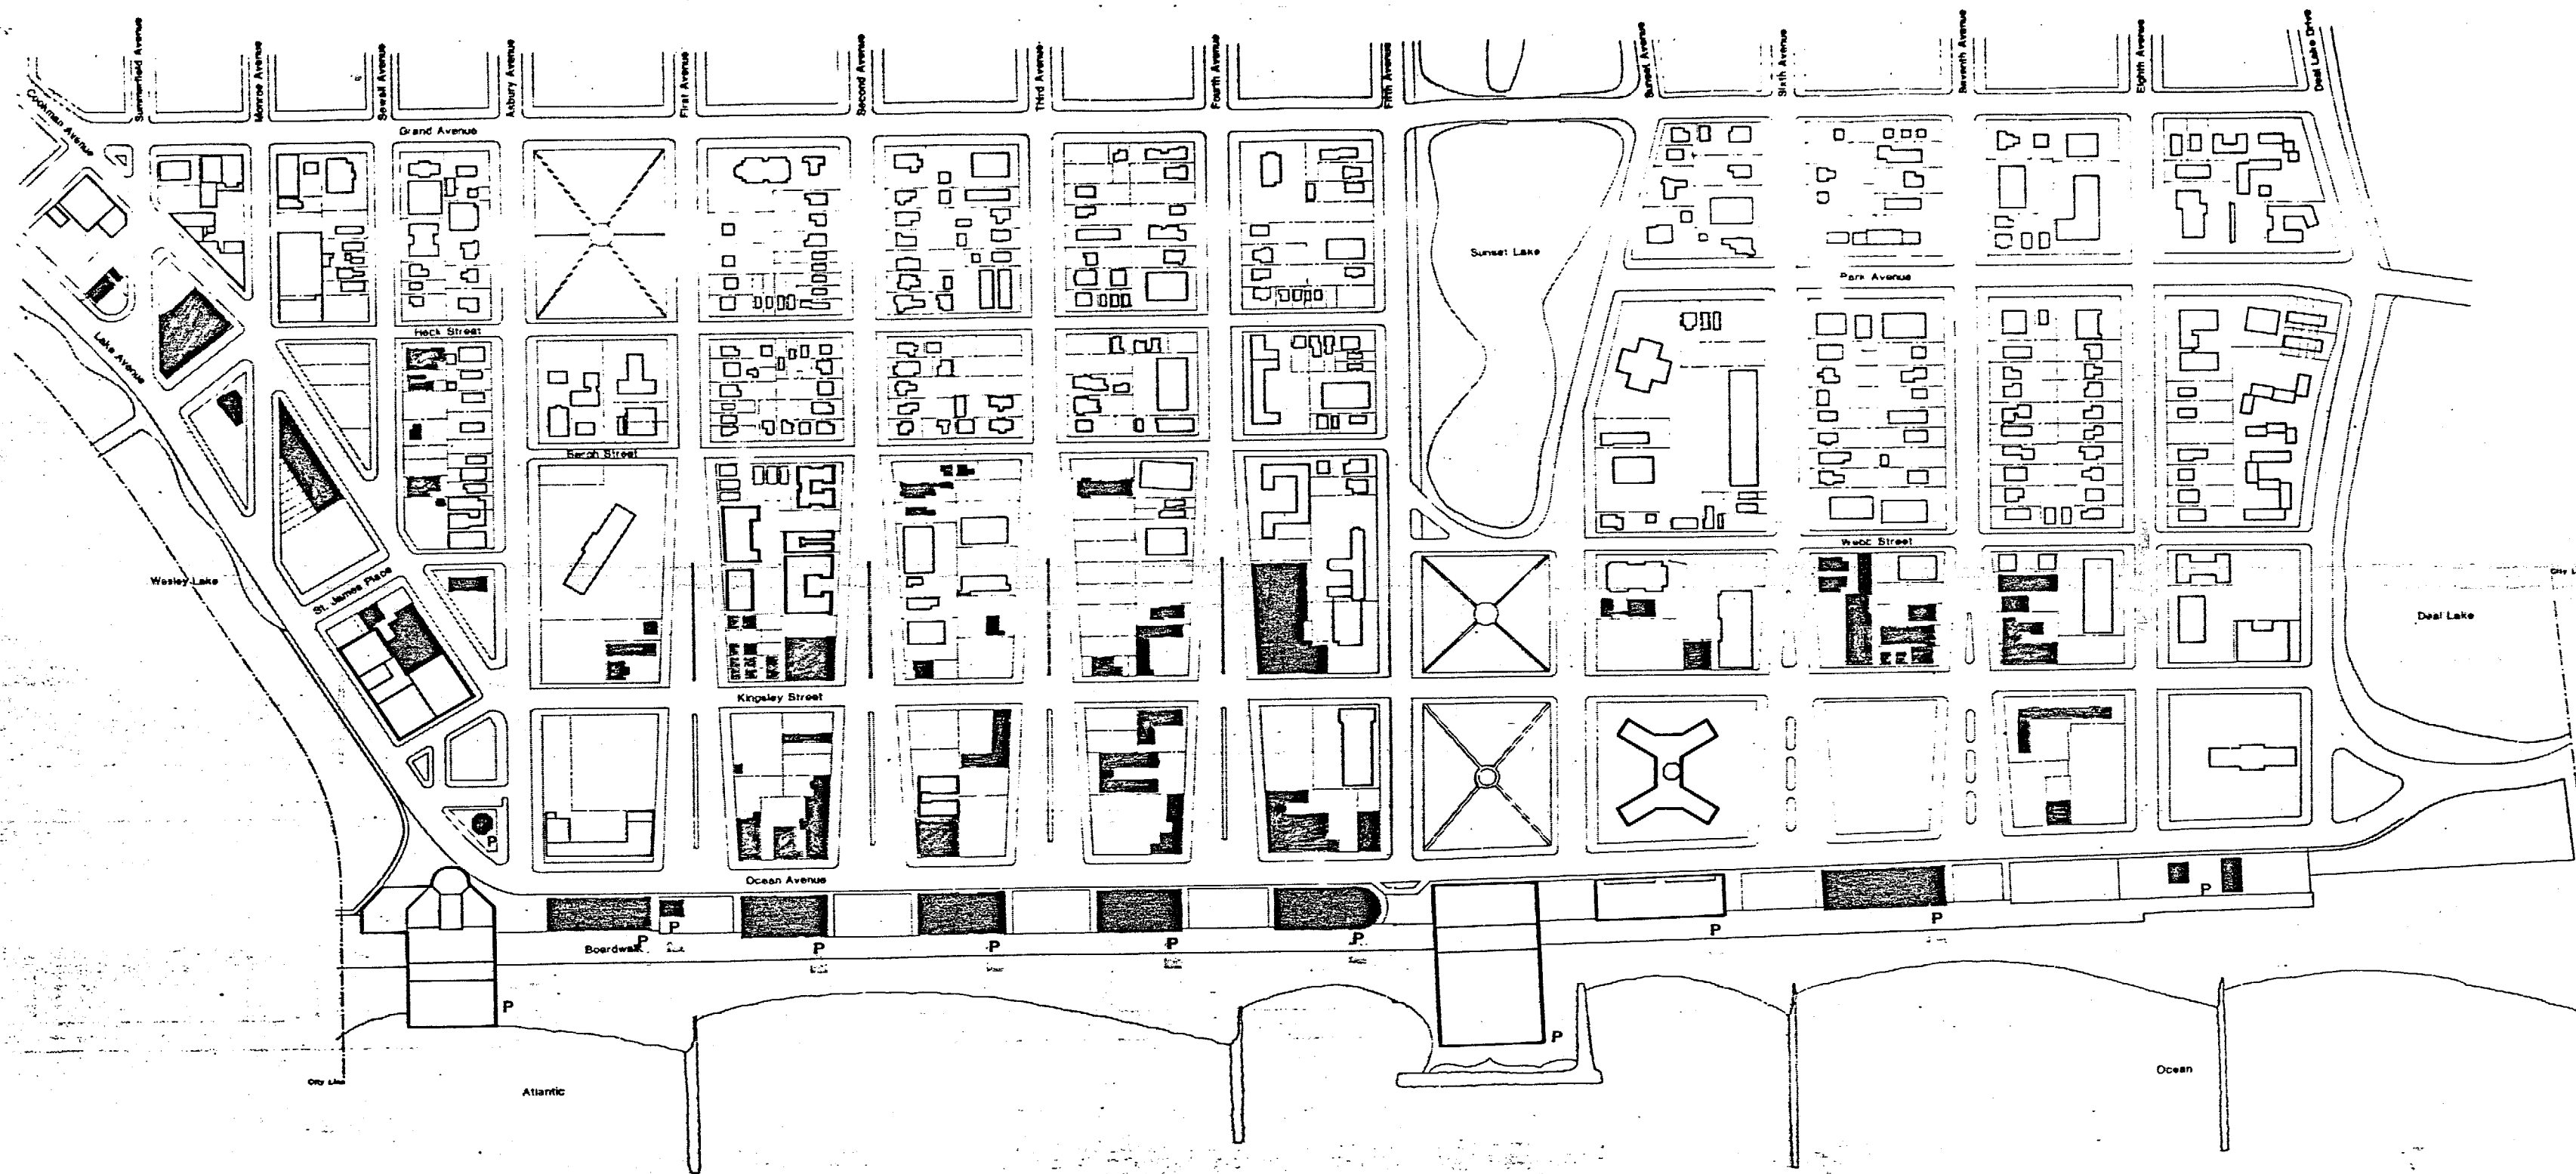 Cookman Avenue
Summerfield Avenue
Monroe Avenue
Sewall Avenue
Asbury Avenue
First Avenue
Second Avenue
Third Avenue
Fourth Avenue
Fifth Avenue
Sunset Avenue
Sixth Avenue
Seventh Avenue
Eighth Avenue
Deal Lake Drive
Grand Avenue
Sunset Lake
Park Avenue
Heck Street
Lake Avenue
Bergh Street
Webb Street
Wesley Lake
St. James Place
City L
Deal Lake
Kingsley Street
P
Ocean Avenue
P
P
P
P
P
P
P
P
P
Boardwalk
P
P
City Line
Atlantic
Ocean